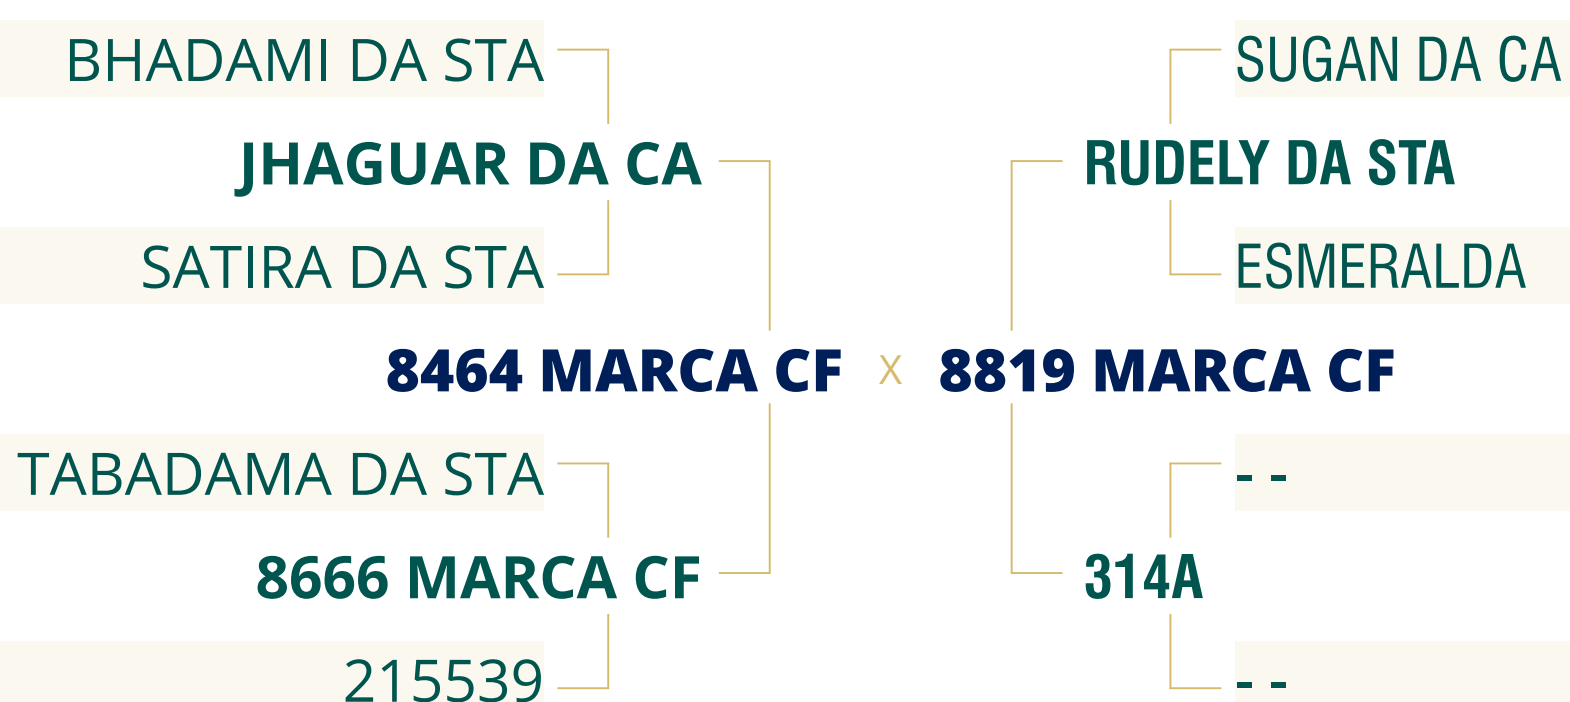 BHADAMI DA STA SUGAN DA CA
JHAGUAR DA CA RUDELY DA STA
SATIRA DA STA ESMERALDA
8464 MARCA CF X 8819 MARCA CF
TABADAMA DA STA - -
8666 MARCA CF 314A
215539 - -